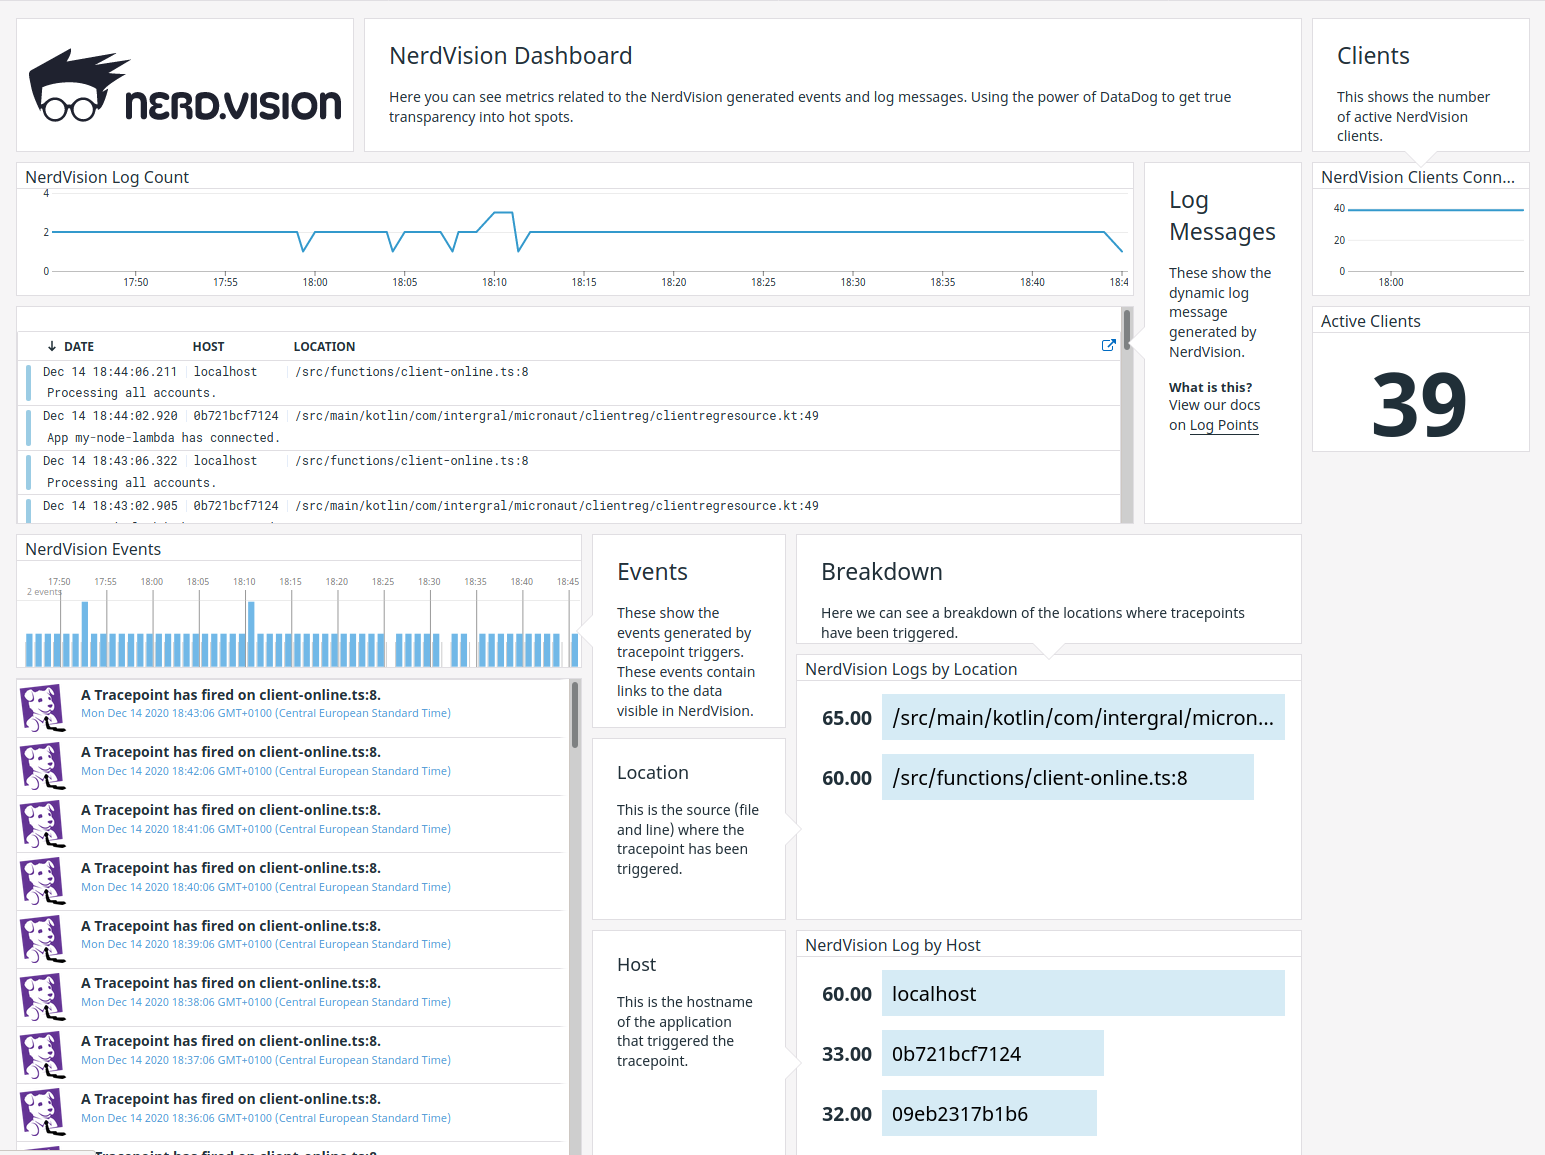 nERD.VISION
NerdVision Dashboard
Here you can see metrics related to the NerdVision generated events and log messages. Using the power of DataDog to get true
transparency into hot spots.
Clients
This shows the number
of active NerdVision
clients.
NerdVision Log Count
4
2
0
17:50 17:55 18:00 18:05 18:10 18:15 18:20 18:25 18:30 18:35 18:40 18:4
Log
Messages
These show the
dynamic log
message
generated by
NerdVision.
What is this?
View our docs
on Log Points
NerdVision Clients Conn...
40
20
0
18:00
Active Clients
39
↓ DATE HOST LOCATION
Dec 14 18:44:06.211 localhost /src/functions/client-online.ts:8
Processing all accounts.
Dec 14 18:44:02.920 0b721bcf7124 /src/main/kotlin/com/intergral/micronaut/clientreg/clientregresource.kt:49
App my-node-lambda has connected.
Dec 14 18:43:06.322 localhost /src/functions/client-online.ts:8
Processing all accounts.
Dec 14 18:43:02.905 0b721bcf7124 /src/main/kotlin/com/intergral/micronaut/clientreg/clientregresource.kt:49
NerdVision Events
17:50 17:55 18:00 18:05 18:10 18:15 18:20 18:25 18:30 18:35 18:40 18:45
2 events
A Tracepoint has fired on client-online.ts:8.
Mon Dec 14 2020 18:43:06 GMT+0100 (Central European Standard Time)
A Tracepoint has fired on client-online.ts:8.
Mon Dec 14 2020 18:42:06 GMT+0100 (Central European Standard Time)
A Tracepoint has fired on client-online.ts:8.
Mon Dec 14 2020 18:41:06 GMT+0100 (Central European Standard Time)
A Tracepoint has fired on client-online.ts:8.
Mon Dec 14 2020 18:40:06 GMT+0100 (Central European Standard Time)
A Tracepoint has fired on client-online.ts:8.
Mon Dec 14 2020 18:39:06 GMT+0100 (Central European Standard Time)
A Tracepoint has fired on client-online.ts:8.
Mon Dec 14 2020 18:38:06 GMT+0100 (Central European Standard Time)
A Tracepoint has fired on client-online.ts:8.
Mon Dec 14 2020 18:37:06 GMT+0100 (Central European Standard Time)
A Tracepoint has fired on client-online.ts:8.
Mon Dec 14 2020 18:36:06 GMT+0100 (Central European Standard Time)
Tracepoint has fired on client-online.ts:8.
Events
These show the
events generated by
tracepoint triggers.
These events contain
links to the data
visible in NerdVision.
Location
This is the source (file
and line) where the
tracepoint has been
triggered.
Host
This is the hostname
of the application
that triggered the
tracepoint.
Breakdown
Here we can see a breakdown of the locations where tracepoints
have been triggered.
NerdVision Logs by Location
65.00 /src/main/kotlin/com/intergral/micron...
60.00 /src/functions/client-online.ts:8
NerdVision Log by Host
60.00 localhost
33.00 0b721bcf7124
32.00 09eb2317b1b6